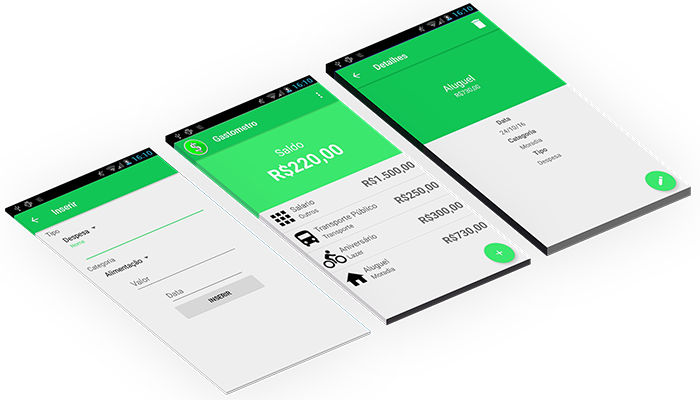 16:10
Inserir
Tipo
Despesa
Nome
Categoria
Alimentação
Valor
Data
INSERIR
16:10
$ Gastometro
Saldo
R$220,00
Salario R$1.500,00
Outros
Transporte Público R$250,00
Transporte
Aniversário R$300,00
Lazer
Aluguel R$730,00
Moradia
+
16:10
Detalhes
Aluguel
R$730,00
Data
24/10/16
Categoria
Moradia
Tipo
Despesa